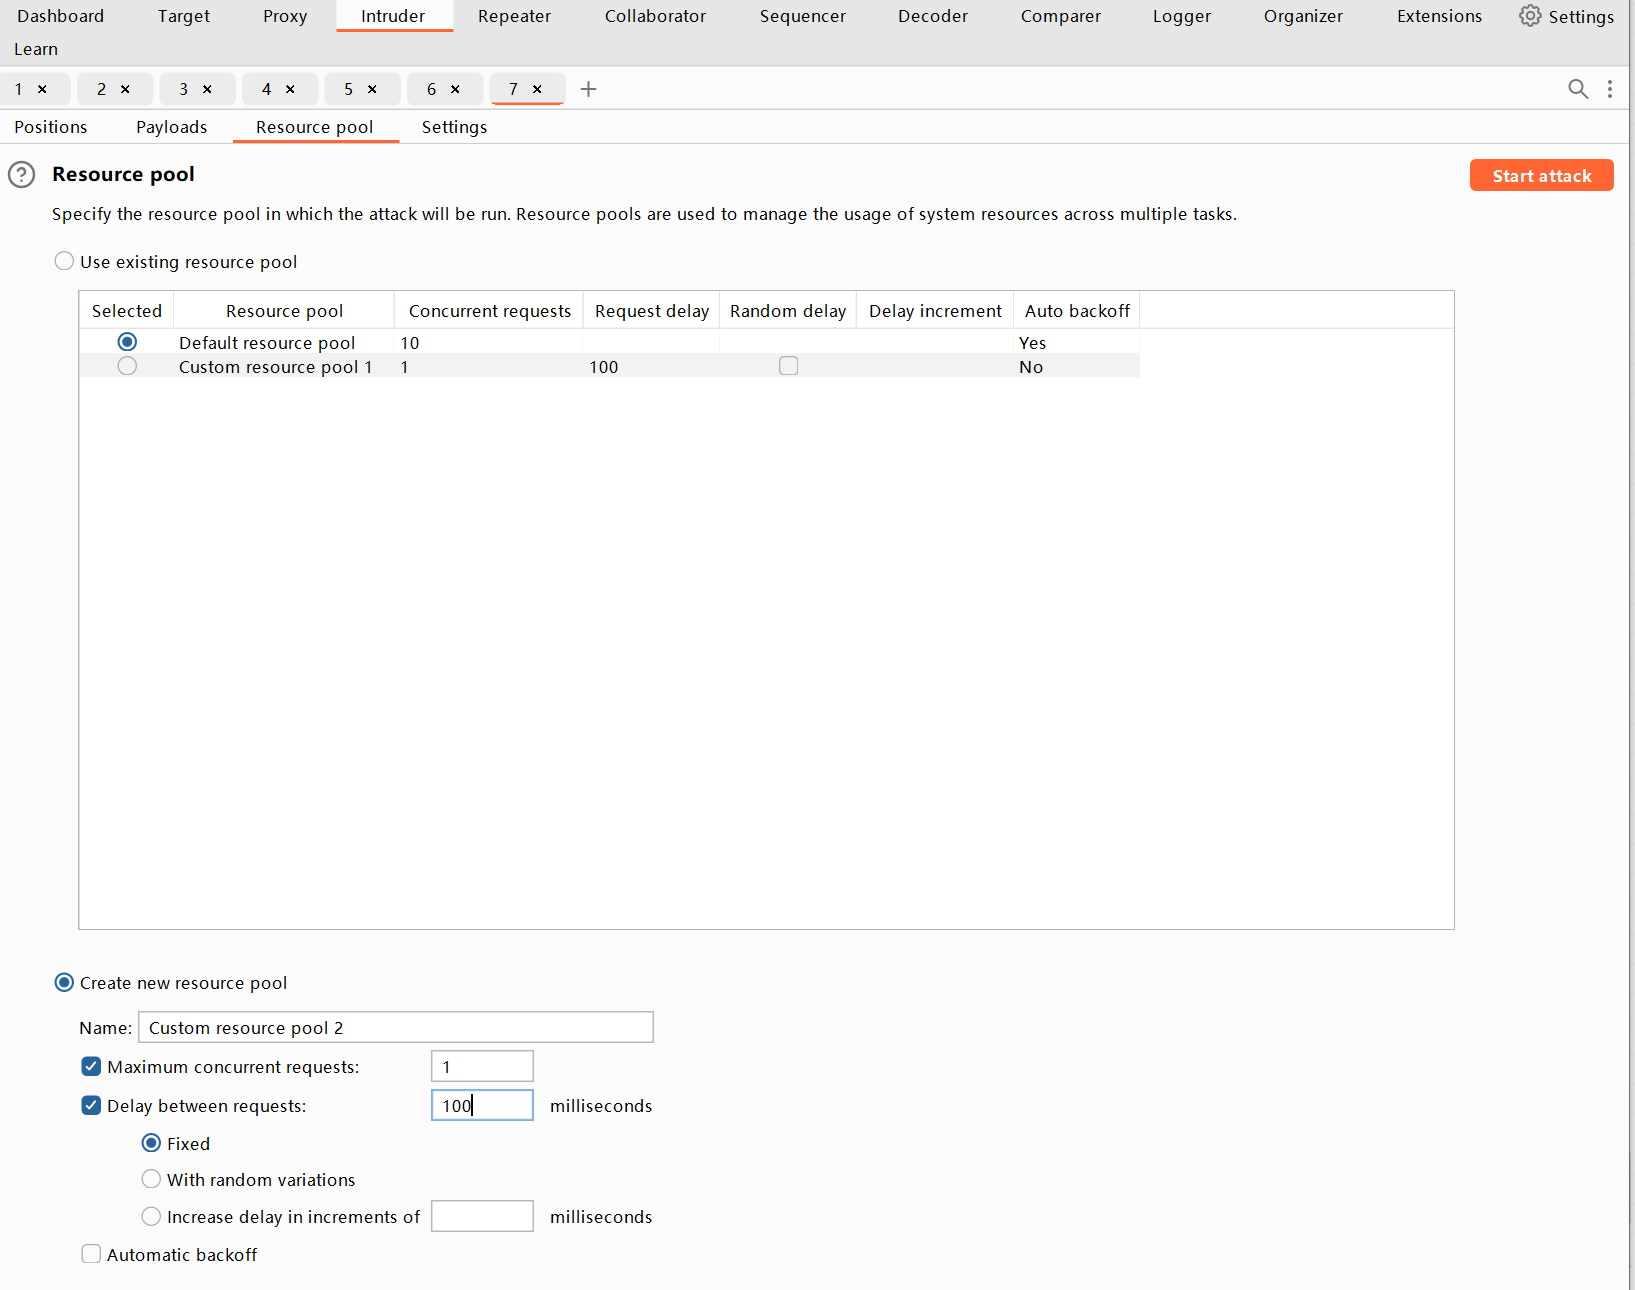 Dashboard Target Proxy Intruder Repeater Collaborator Sequencer Decoder Comparer Logger Organizer Extensions Settings
Learn
1 × 2 × 3 × 4 × 5 × 6 × 7 × +
Positions Payloads Resource pool Settings
? Resource pool Start attack
Specify the resource pool in which the attack will be run. Resource pools are used to manage the usage of system resources across multiple tasks.
Use existing resource pool
Selected Resource pool Concurrent requests Request delay Random delay Delay increment Auto backoff
Default resource pool 10 Yes
Custom resource pool 1 1 100 No
Create new resource pool
Name: Custom resource pool 2
Maximum concurrent requests: 1
Delay between requests: 100 milliseconds
Fixed
With random variations
Increase delay in increments of milliseconds
Automatic backoff